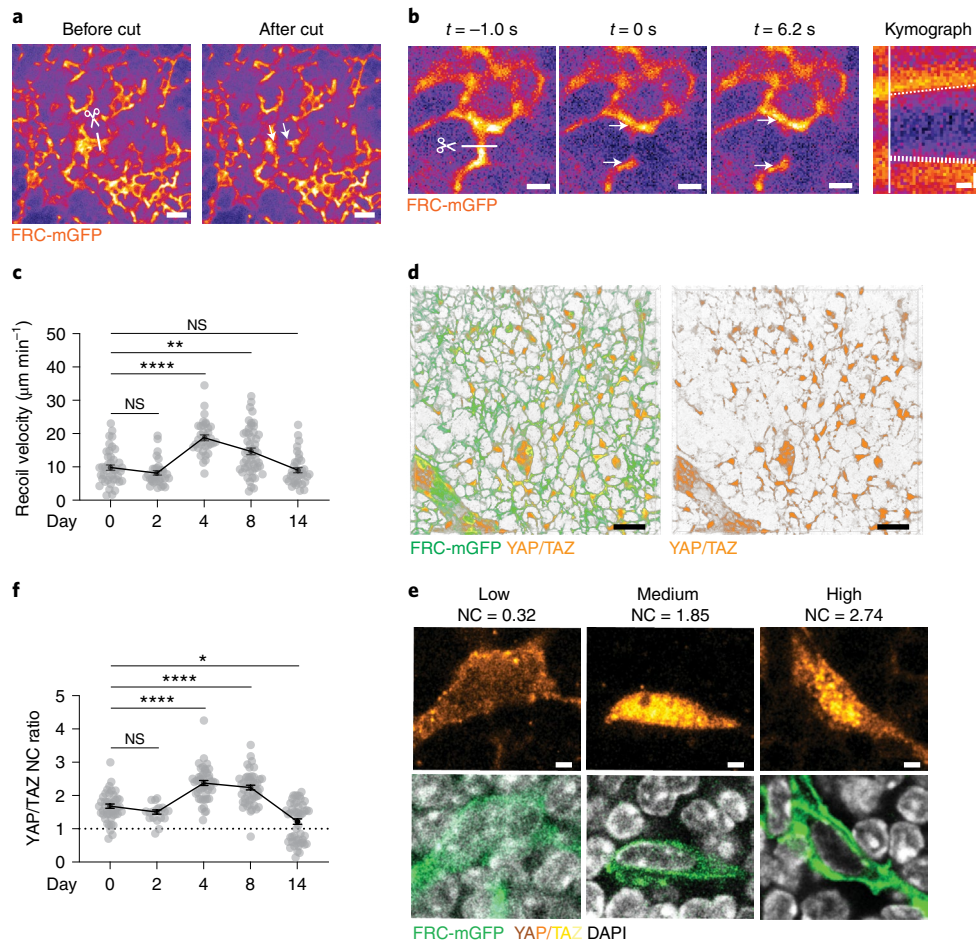 a
Before cut
After cut
FRC-mGFP
b
t = –1.0 s
t = 0 s
t = 6.2 s
Kymograph
FRC-mGFP
c
Recoil velocity (µm min⁻¹)
50
40
30
20
10
0
NS
**
****
NS
Day
0 2 4 8 14
d
FRC-mGFP YAP/TAZ
YAP/TAZ
f
YAP/TAZ NC ratio
5
4
3
2
1
0
*
****
****
NS
Day
0 2 4 8 14
e
Low
NC = 0.32
Medium
NC = 1.85
High
NC = 2.74
FRC-mGFP YAP/TAZ DAPI